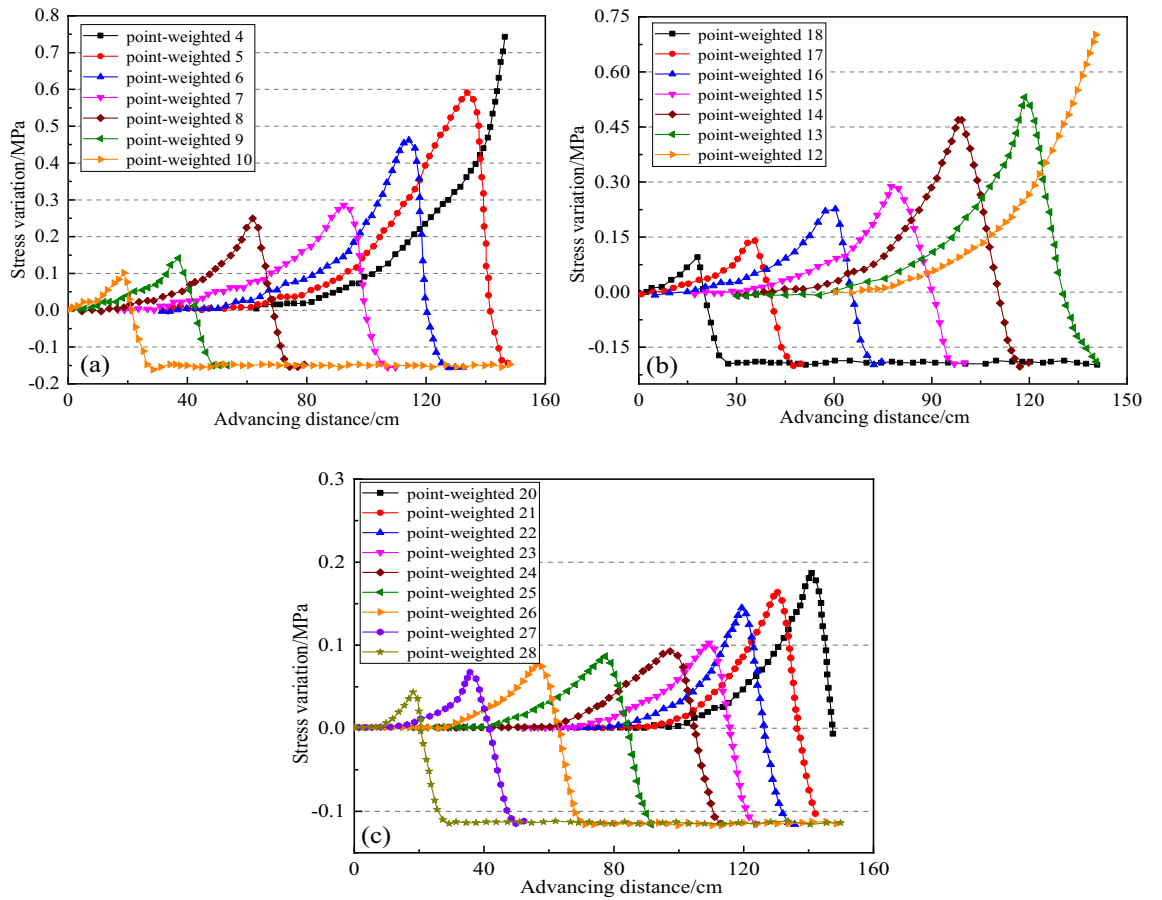 0.8
0.7
0.6
0.5
0.4
0.3
0.2
0.1
0.0
-0.1
-0.2
Stress variation/MPa
point-weighted 4
point-weighted 5
point-weighted 6
point-weighted 7
point-weighted 8
point-weighted 9
point-weighted 10
(a)
0 40 80 120 160
Advancing distance/cm
0.75
0.60
0.45
0.30
0.15
0.00
-0.15
Stress variation/MPa
point-weighted 18
point-weighted 17
point-weighted 16
point-weighted 15
point-weighted 14
point-weighted 13
point-weighted 12
(b)
0 30 60 90 120 150
Advancing distance/cm
0.3
0.2
0.1
0.0
-0.1
Stress variation/MPa
point-weighted 20
point-weighted 21
point-weighted 22
point-weighted 23
point-weighted 24
point-weighted 25
point-weighted 26
point-weighted 27
point-weighted 28
(c)
0 40 80 120 160
Advancing distance/cm